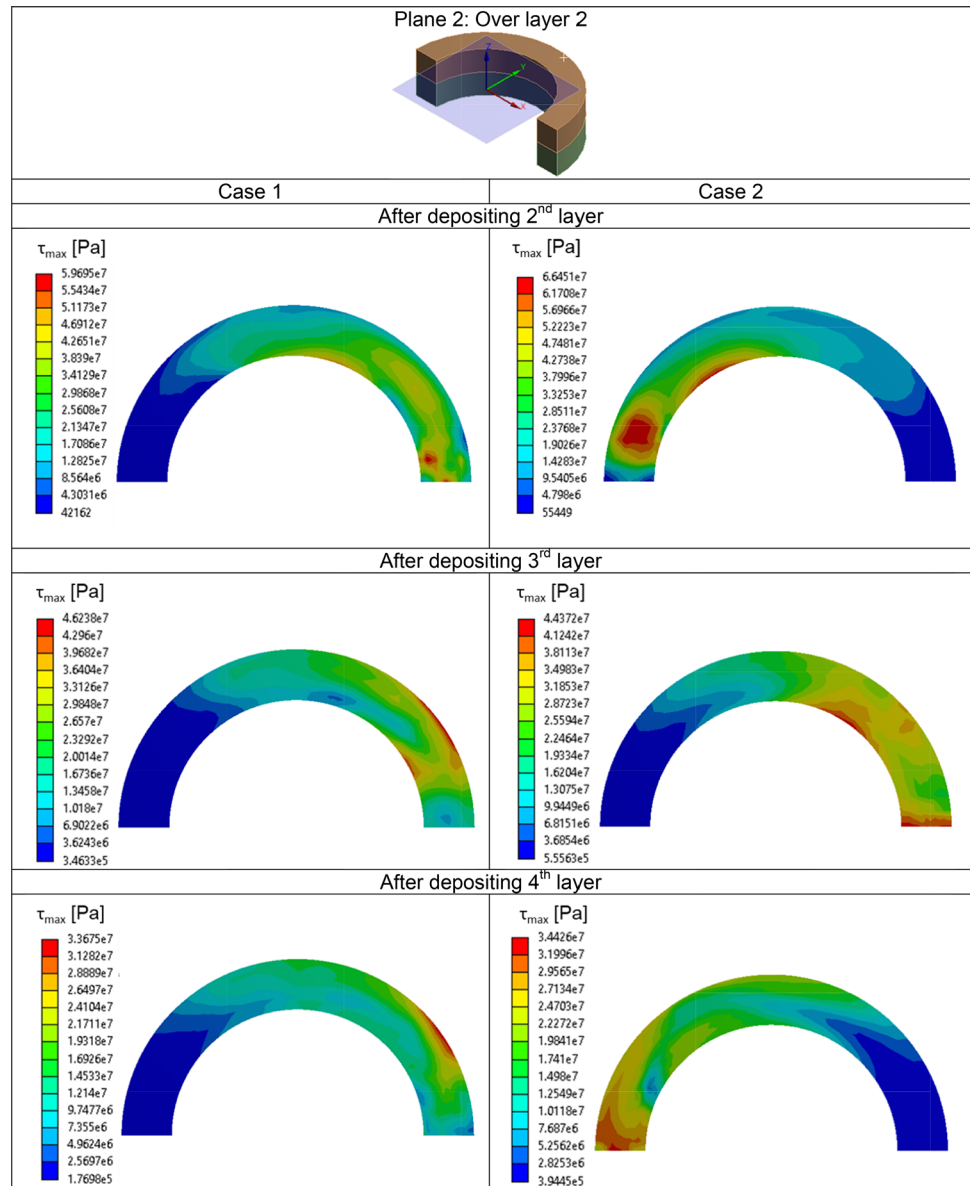 Plane 2: Over layer 2
Z
Y
X
Case 1
Case 2
After depositing 2nd layer
τmax [Pa]
5.9695e7
5.5434e7
5.1173e7
4.6912e7
4.2651e7
3.839e7
3.4129e7
2.9868e7
2.5608e7
2.1347e7
1.7086e7
1.2825e7
8.564e6
4.3031e6
42162
τmax [Pa]
6.6451e7
6.1708e7
5.6966e7
5.2223e7
4.7481e7
4.2738e7
3.7996e7
3.3253e7
2.8511e7
2.3768e7
1.9026e7
1.4283e7
9.5405e6
4.798e6
55449
After depositing 3rd layer
τmax [Pa]
4.6238e7
4.296e7
3.9682e7
3.6404e7
3.3126e7
2.9848e7
2.657e7
2.3292e7
2.0014e7
1.6736e7
1.3458e7
1.018e7
6.9022e6
3.6243e6
3.4633e5
τmax [Pa]
4.4372e7
4.1242e7
3.8113e7
3.4983e7
3.1853e7
2.8723e7
2.5594e7
2.2464e7
1.9334e7
1.6204e7
1.3075e7
9.9449e6
6.8151e6
3.6854e6
5.5563e5
After depositing 4th layer
τmax [Pa]
3.3675e7
3.1282e7
2.8889e7
2.6497e7
2.4104e7
2.1711e7
1.9318e7
1.6926e7
1.4533e7
1.214e7
9.7477e6
7.355e6
4.9624e6
2.5697e6
1.7698e5
τmax [Pa]
3.4426e7
3.1996e7
2.9565e7
2.7134e7
2.4703e7
2.2272e7
1.9841e7
1.741e7
1.498e7
1.2549e7
1.0118e7
7.687e6
5.2562e6
2.8253e6
3.9445e5